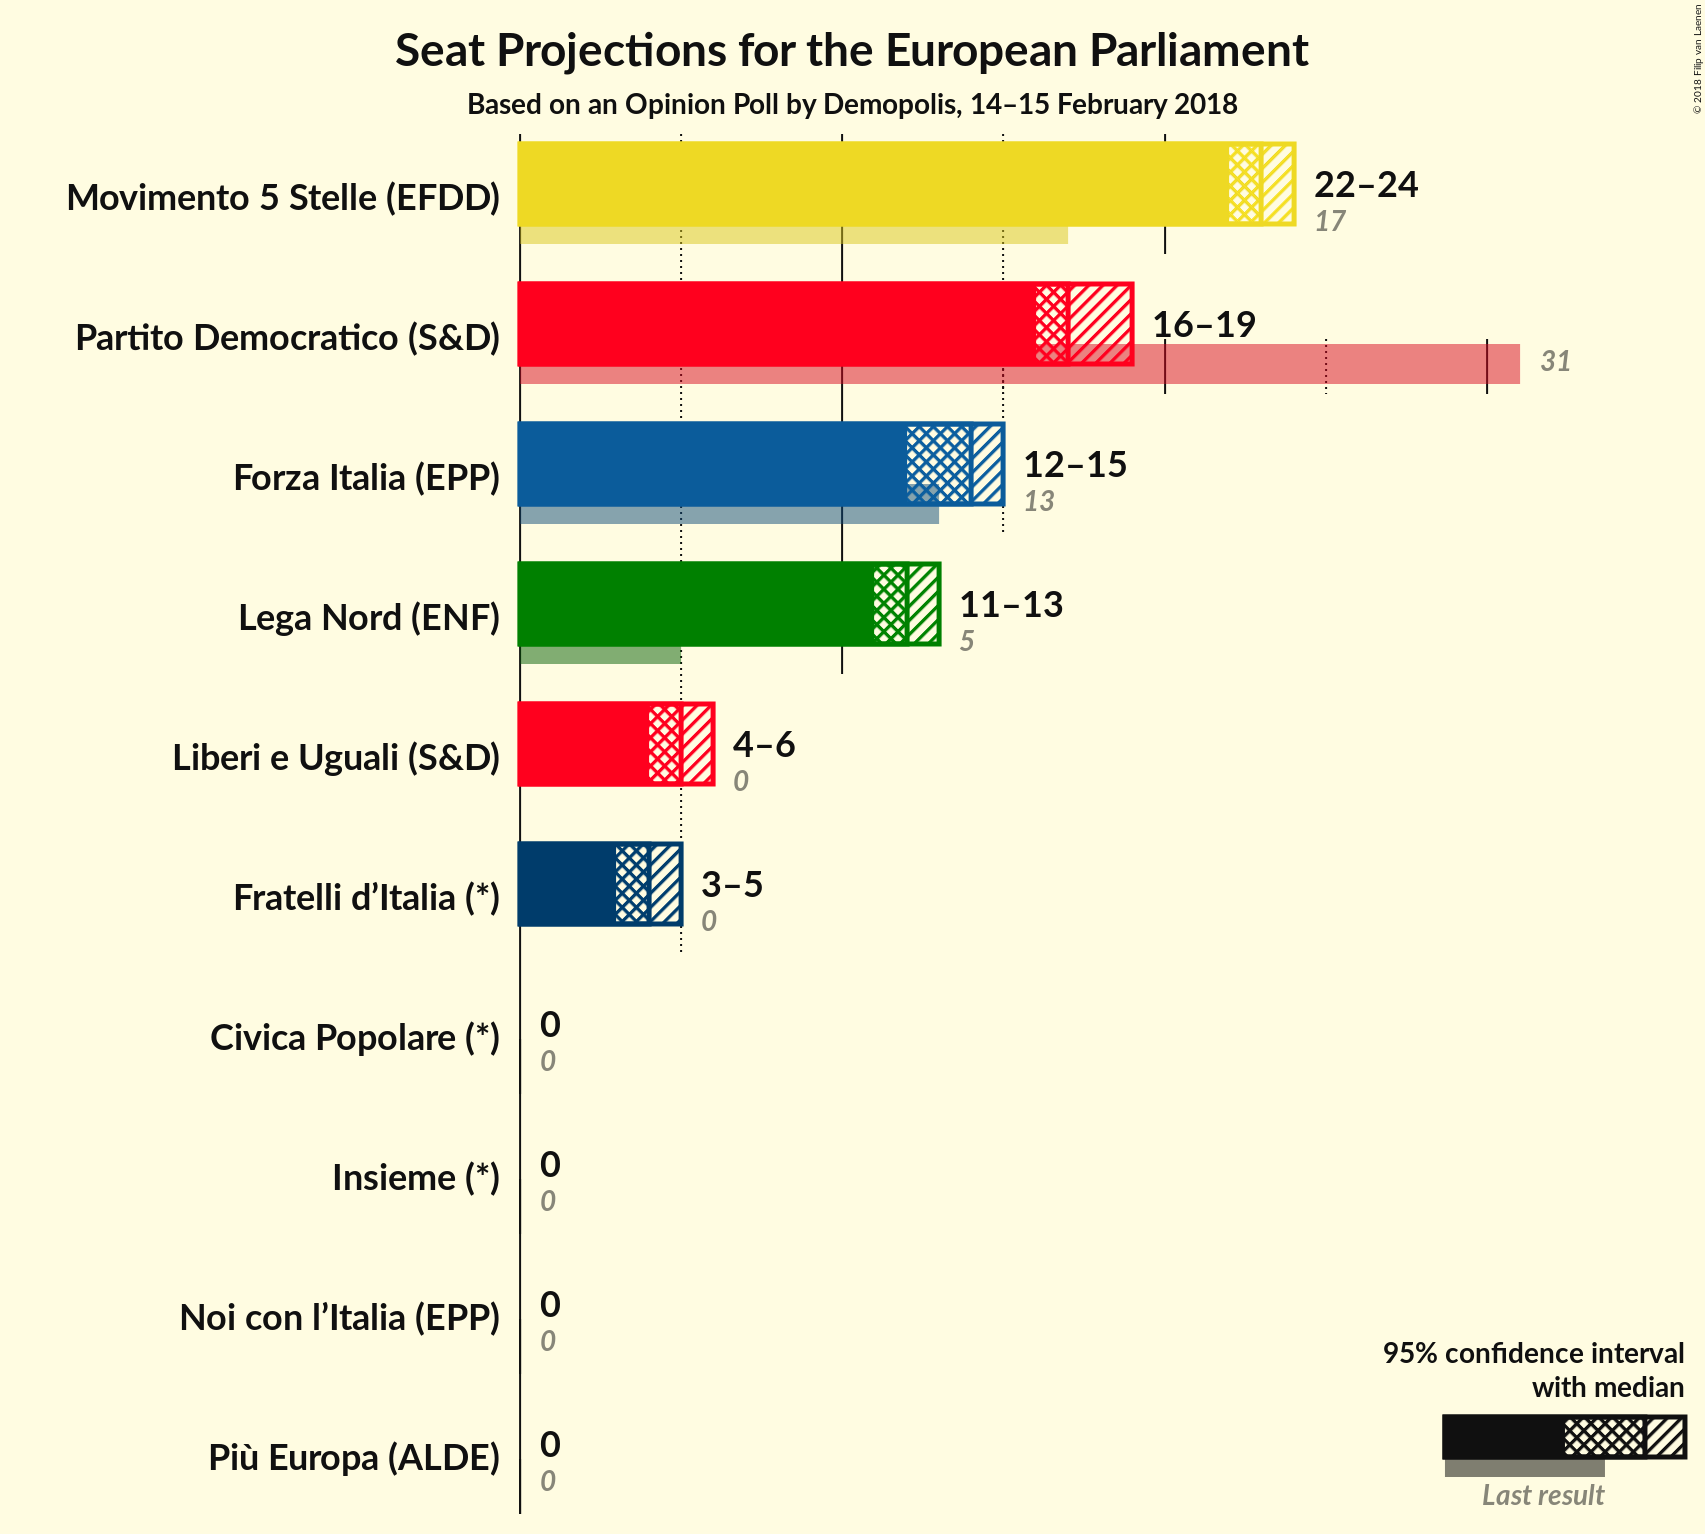 Seat Projections for the European Parliament
Based on an Opinion Poll by Demopolis, 14–15 February 2018
© 2018 Filip van Laenen
Movimento 5 Stelle (EFDD)
22–24
17
Partito Democratico (S&D)
16–19
31
Forza Italia (EPP)
12–15
13
Lega Nord (ENF)
11–13
5
Liberi e Uguali (S&D)
4–6
0
Fratelli d’Italia (*)
3–5
0
Civica Popolare (*)
0
0
Insieme (*)
0
0
Noi con l’Italia (EPP)
0
0
Più Europa (ALDE)
0
0
95% confidence interval
with median
Last result